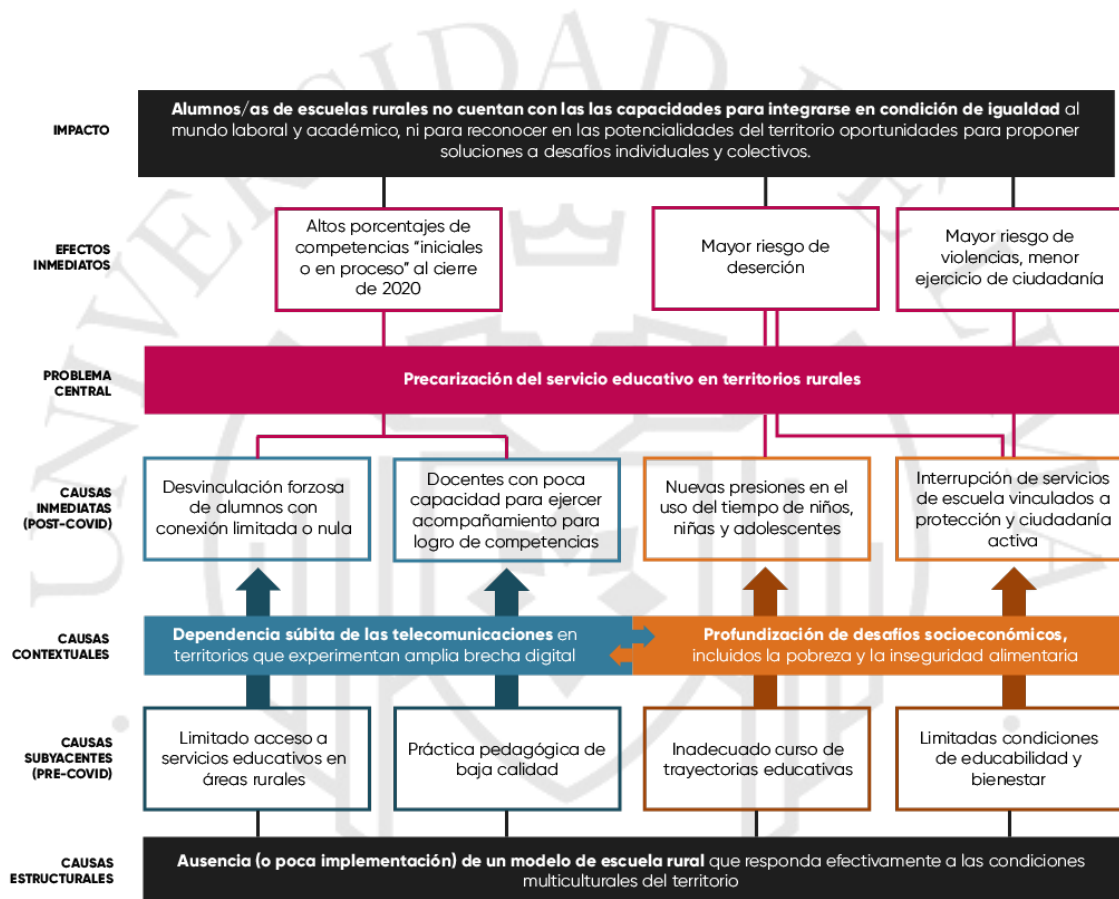 Alumnos/as de escuelas rurales no cuentan con las las capacidades para integrarse en condición de igualdad al
IMPACTO
mundo laboral y académico, ni para reconocer en las potencialidades del territorio oportunidades para proponer
soluciones a desafíos individuales y colectivos.
EFECTOS
INMEDIATOS
Altos porcentajes de
competencias “iniciales
o en proceso” al cierre
de 2020
Mayor riesgo de
deserción
Mayor riesgo de
violencias, menor
ejercicio de ciudadanía
PROBLEMA
CENTRAL
Precarización del servicio educativo en territorios rurales
CAUSAS
INMEDIATAS
(POST-COVID)
Desvinculación forzosa
de alumnos con
conexión limitada o nula
Docentes con poca
capacidad para ejercer
acompañamiento para
logro de competencias
Nuevas presiones en el
uso del tiempo de niños,
niñas y adolescentes
Interrupción de servicios
de escuela vinculados a
protección y ciudadanía
activa
CAUSAS
CONTEXTUALES
Dependencia súbita de las telecomunicaciones en
territorios que experimentan amplia brecha digital
Profundización de desafíos socioeconómicos,
incluidos la pobreza y la inseguridad alimentaria
CAUSAS
SUBYACENTES
(PRE-COVID)
Limitado acceso a
servicios educativos en
áreas rurales
Práctica pedagógica de
baja calidad
Inadecuado curso de
trayectorias educativas
Limitadas condiciones
de educabilidad y
bienestar
CAUSAS
ESTRUCTURALES
Ausencia (o poca implementación) de un modelo de escuela rural que responda efectivamente a las condiciones
multiculturales del territorio
UNIVERSIDAD DE LIMA